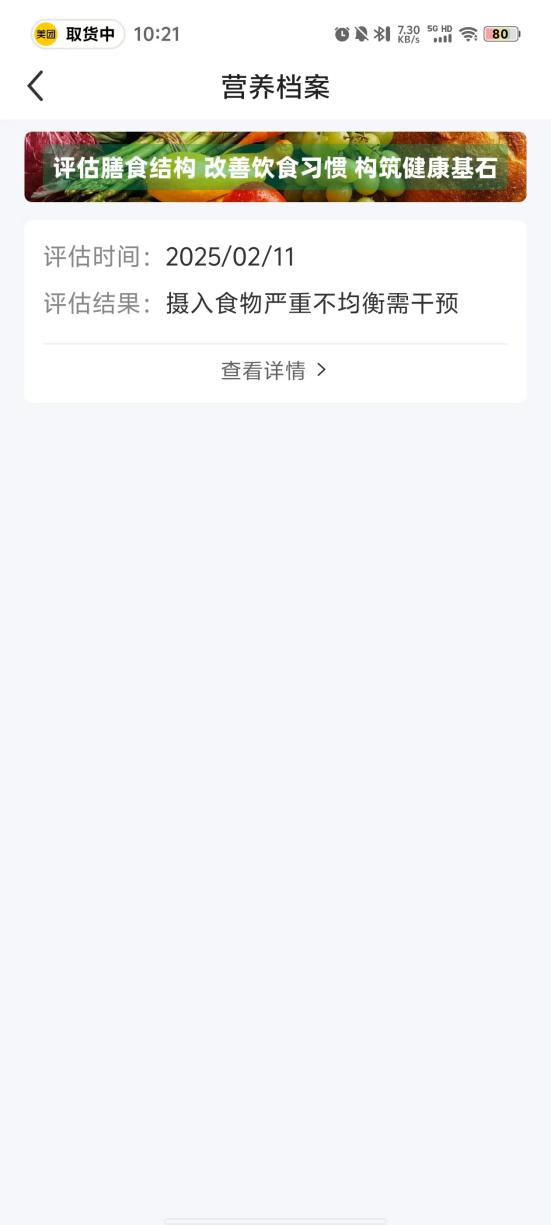 美团 取货中 10:21 7.30 KB/s 5G HD 80
营养档案
评估膳食结构 改善饮食习惯 构筑健康基石
评估时间：2025/02/11
评估结果：摄入食物严重不均衡需干预
查看详情